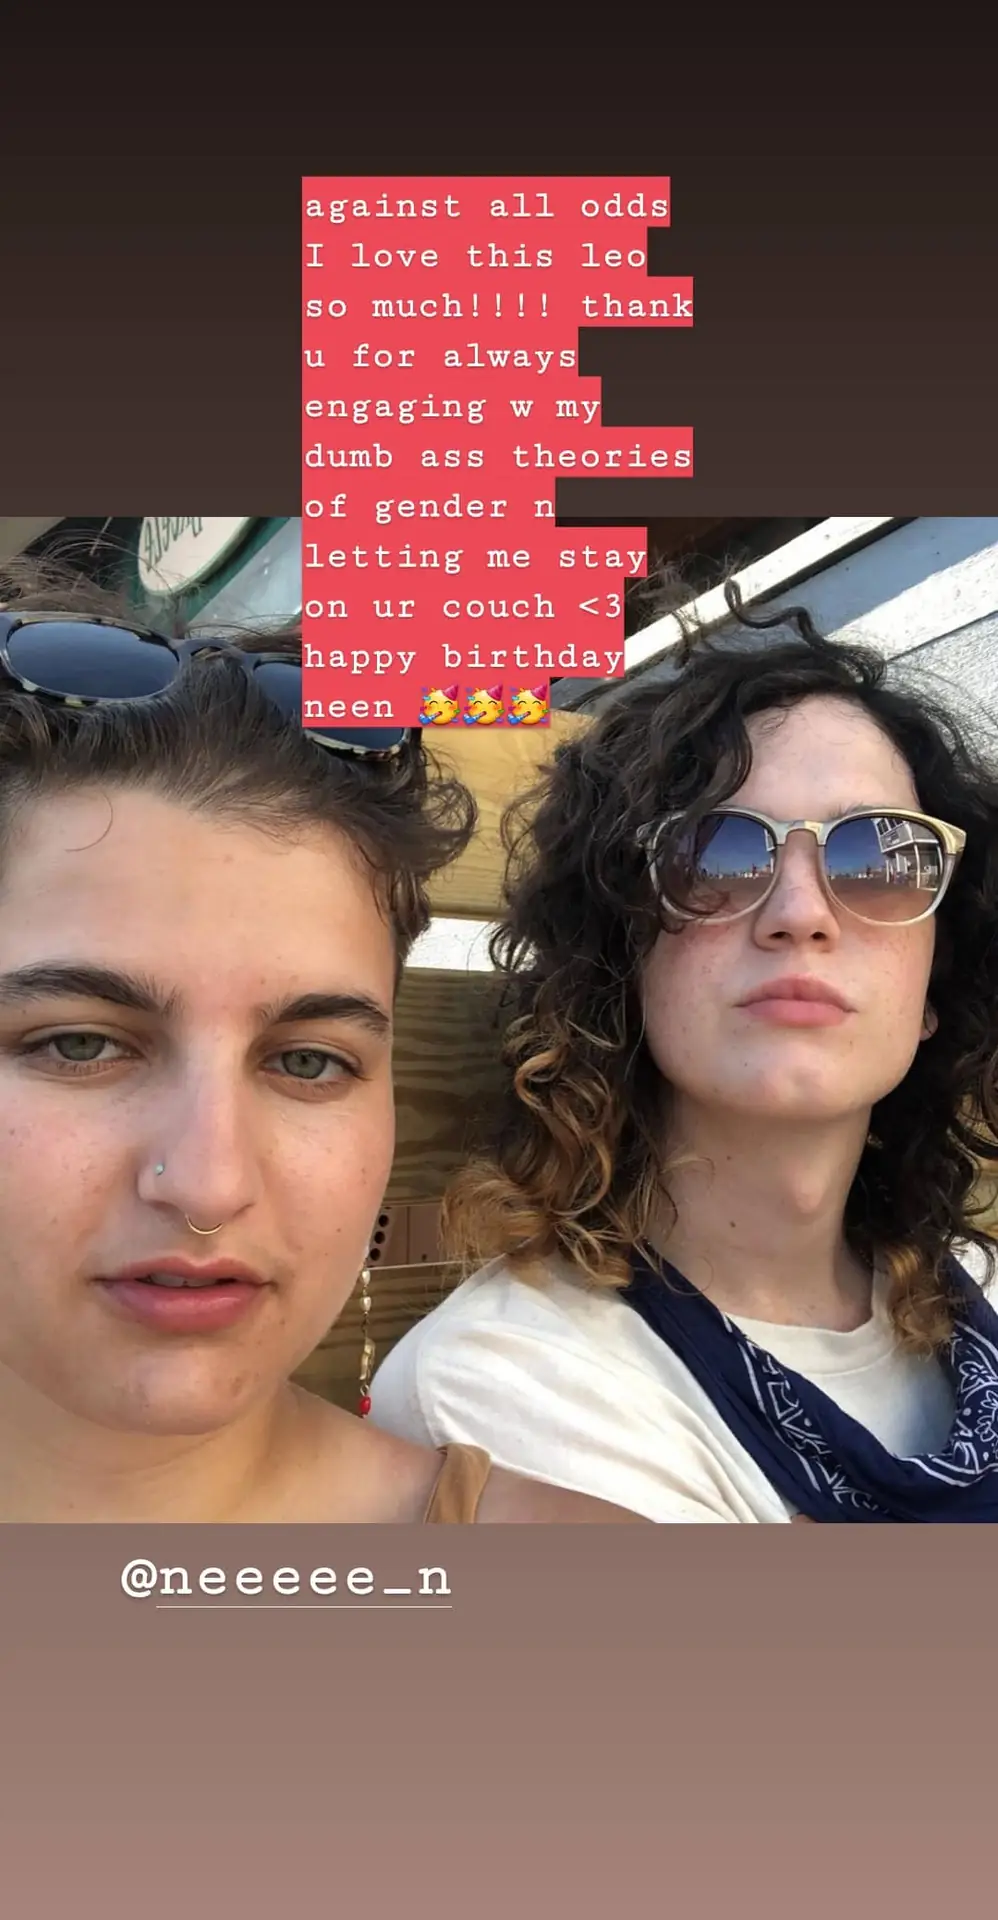 against all odds
I love this leo
so much!!!! thank
u for always
engaging w my
dumb ass theories
of gender n
letting me stay
on ur couch <3
happy birthday
neen 🥳🥳🥳
@neeeee_n